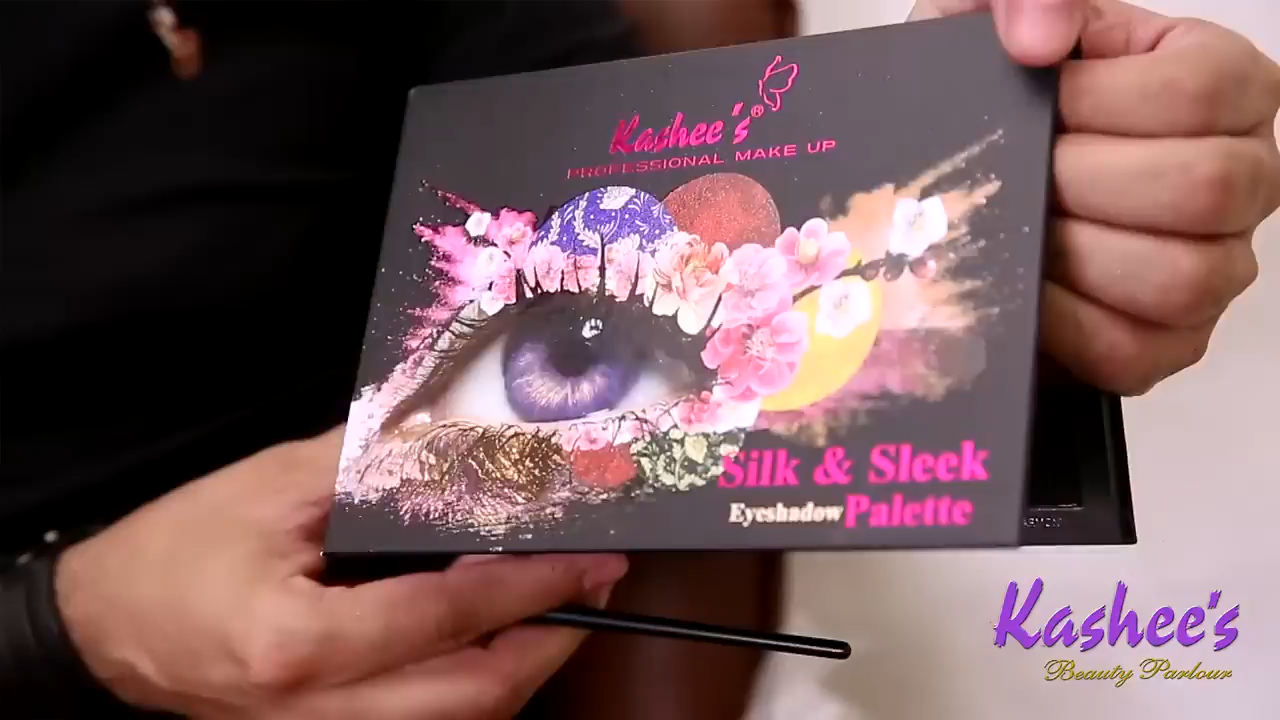 Kashee's®
PROFESSIONAL MAKE UP
Silk & Sleek
Eyeshadow Palette
Kashee's
Beauty Parlour